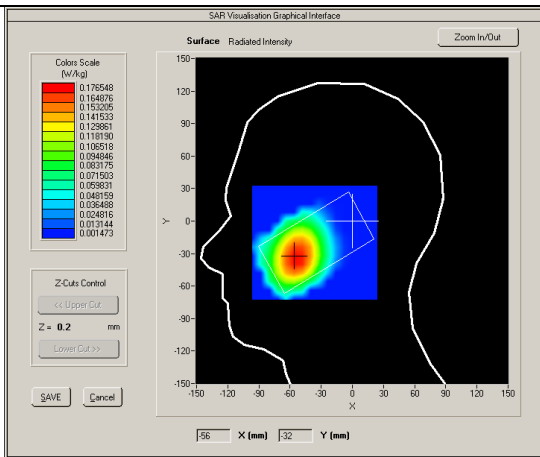 SAR Visualisation Graphical Interface
Surface Radiated Intensity
Zoom In/Out
Colors Scale
(W/kg)
0.176548
0.164876
0.153205
0.141533
0.129861
0.118190
0.106518
0.094846
0.083175
0.071503
0.059831
0.048159
0.036488
0.024816
0.013144
0.001473
Z-Cuts Control
<< Upper Cut
Z = 0.2 mm
Lower Cut >>
SAVE Cancel
150-
120-
90-
60-
30-
0-
-30-
-60-
-90-
-120-
-150-
Y
-150 -120 -90 -60 -30 0 30 60 90 120 150
X
-56 X (mm) -32 Y (mm)